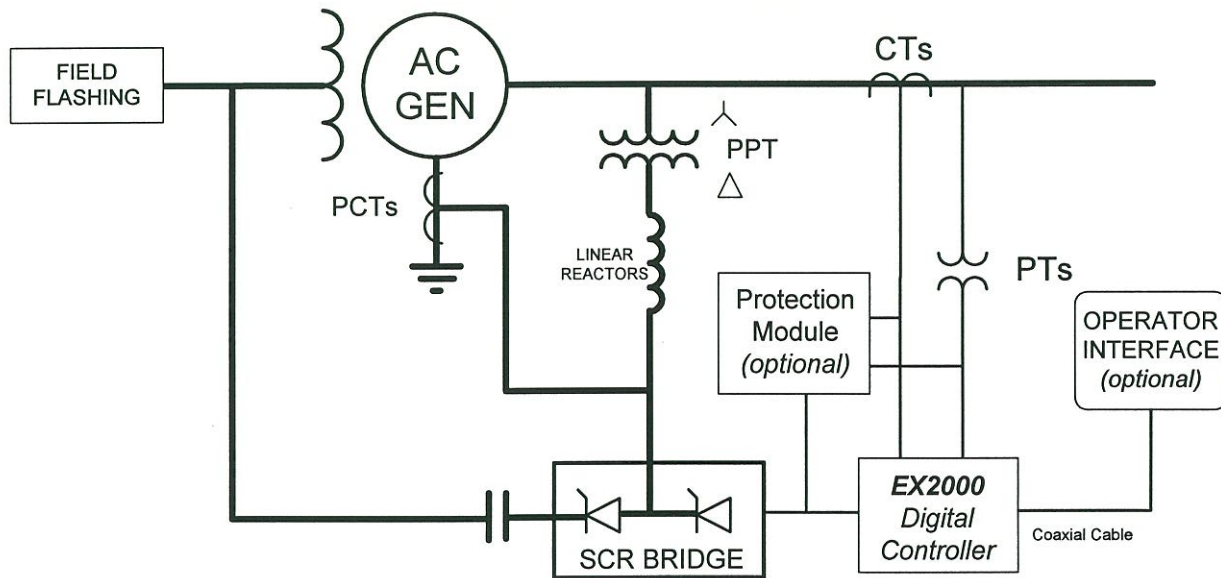 FIELD
FLASHING
AC
GEN
CTs
PPT
PCTs
LINEAR
REACTORS
PTs
Protection
Module
(optional)
OPERATOR
INTERFACE
(optional)
EX2000
Digital
Controller
Coaxial Cable
SCR BRIDGE